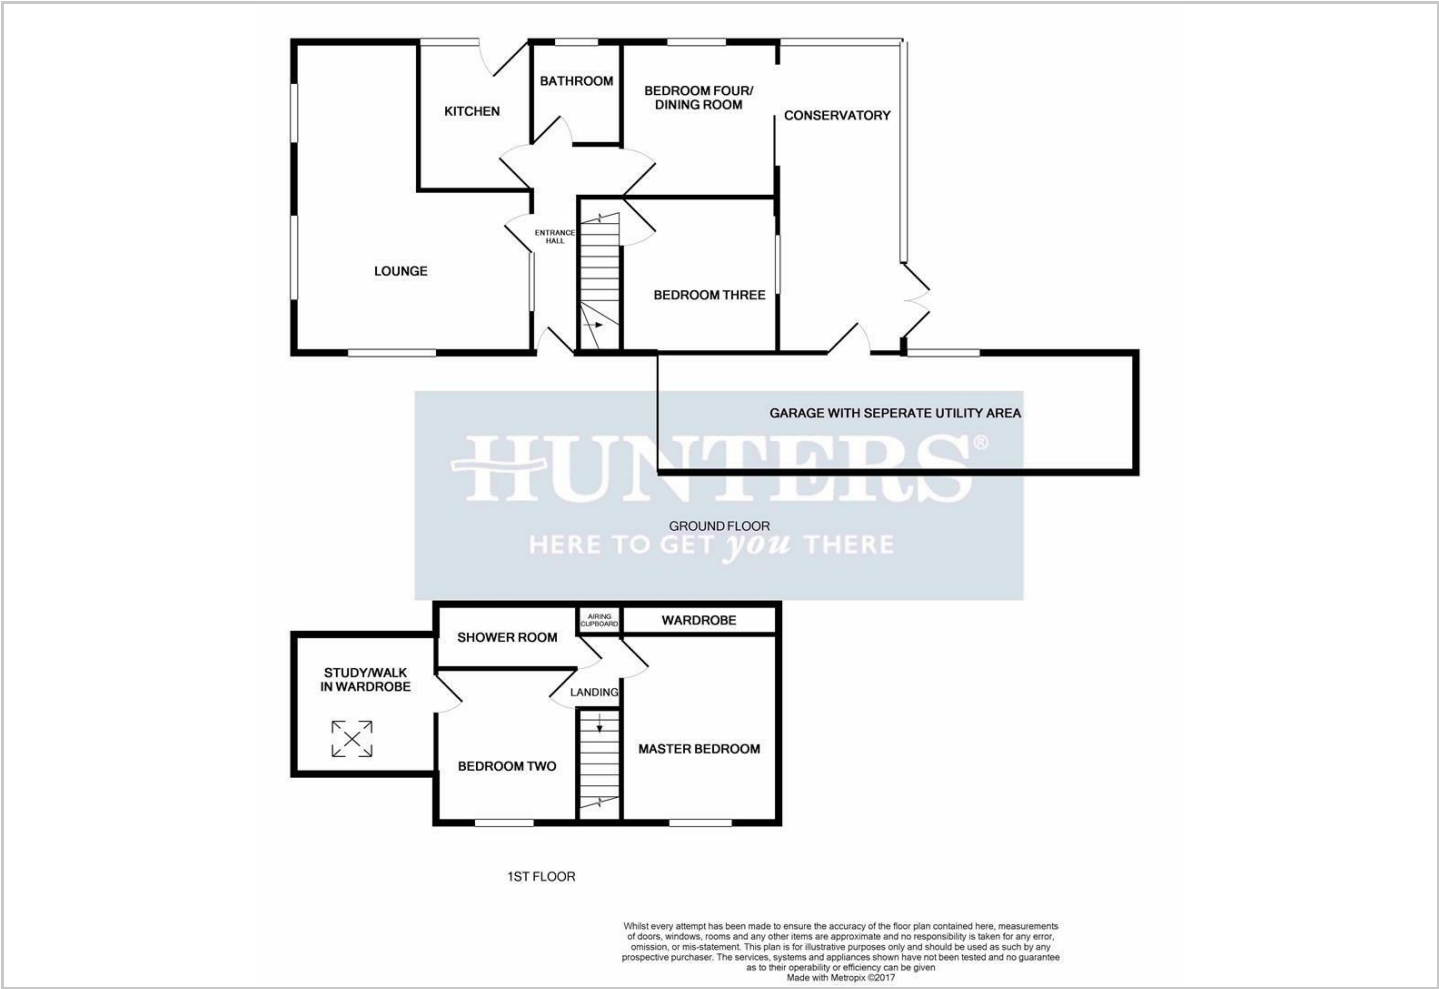 KITCHEN
BATHROOM
BEDROOM FOUR/
DINING ROOM
CONSERVATORY
ENTRANCE
HALL
LOUNGE
BEDROOM THREE
GARAGE WITH SEPERATE UTILITY AREA
HUNTERS®
GROUND FLOOR
HERE TO GET you THERE
AIRING
CUPBOARD
WARDROBE
SHOWER ROOM
STUDY/WALK
IN WARDROBE
LANDING
MASTER BEDROOM
BEDROOM TWO
1ST FLOOR
Whilst every attempt has been made to ensure the accuracy of the floor plan contained here, measurements
of doors, windows, rooms and any other items are approximate and no responsibility is taken for any error,
omission, or mis-statement. This plan is for illustrative purposes only and should be used as such by any
prospective purchaser. The services, systems and appliances shown have not been tested and no guarantee
as to their operability or efficiency can be given
Made with Metropix ©2017